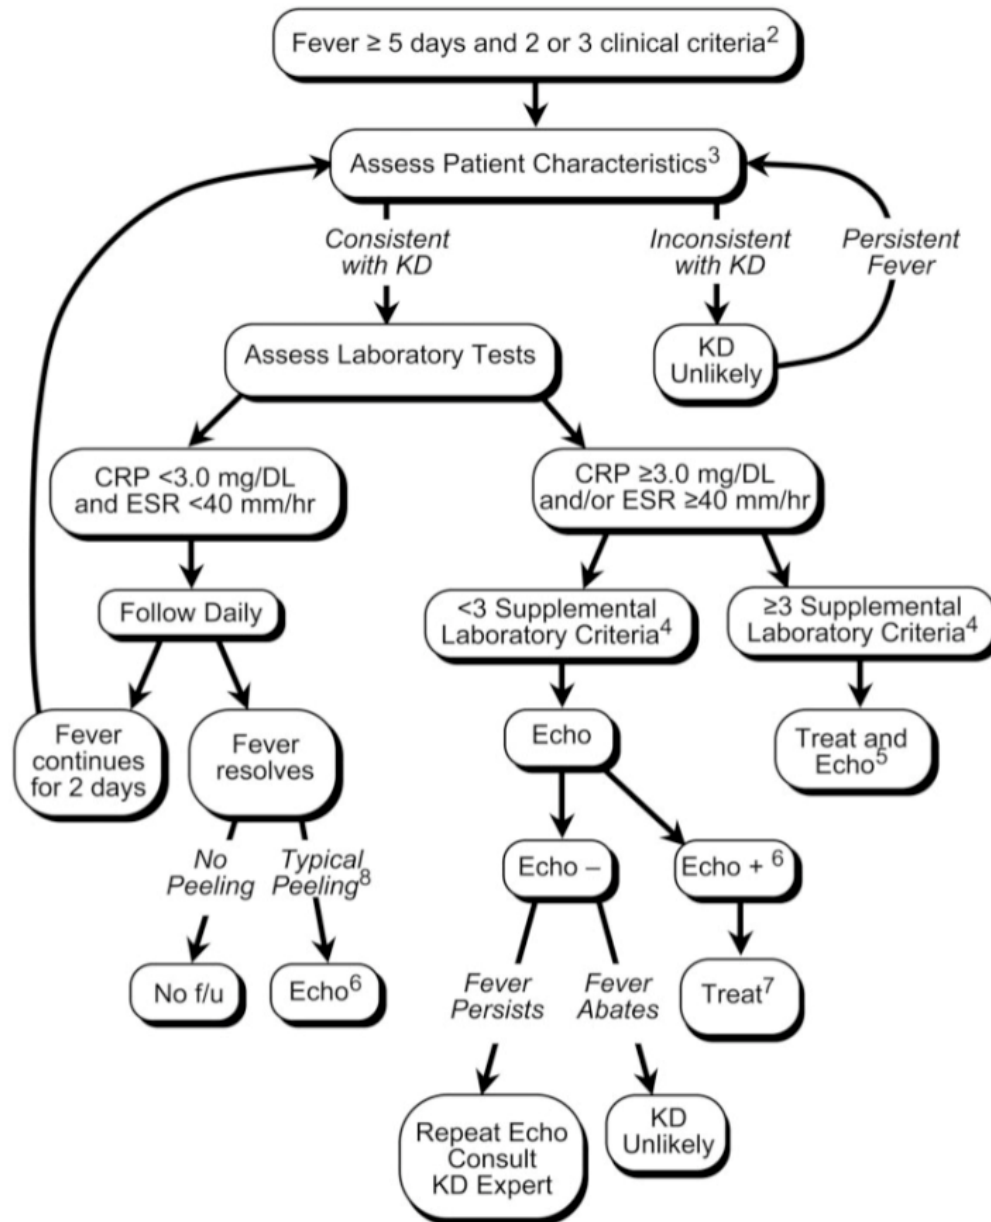 Fever ≥ 5 days and 2 or 3 clinical criteria²
Assess Patient Characteristics³
Consistent
with KD
Inconsistent
with KD
Persistent
Fever
Assess Laboratory Tests
KD
Unlikely
CRP <3.0 mg/DL
and ESR <40 mm/hr
CRP ≥3.0 mg/DL
and/or ESR ≥40 mm/hr
Follow Daily
<3 Supplemental
Laboratory Criteria⁴
≥3 Supplemental
Laboratory Criteria⁴
Fever
continues
for 2 days
Fever
resolves
Echo
Treat and
Echo⁵
No
Peeling
Typical
Peeling⁸
Echo –
Echo + ⁶
No f/u
Echo⁶
Fever
Persists
Fever
Abates
Treat⁷
Repeat Echo
Consult
KD Expert
KD
Unlikely